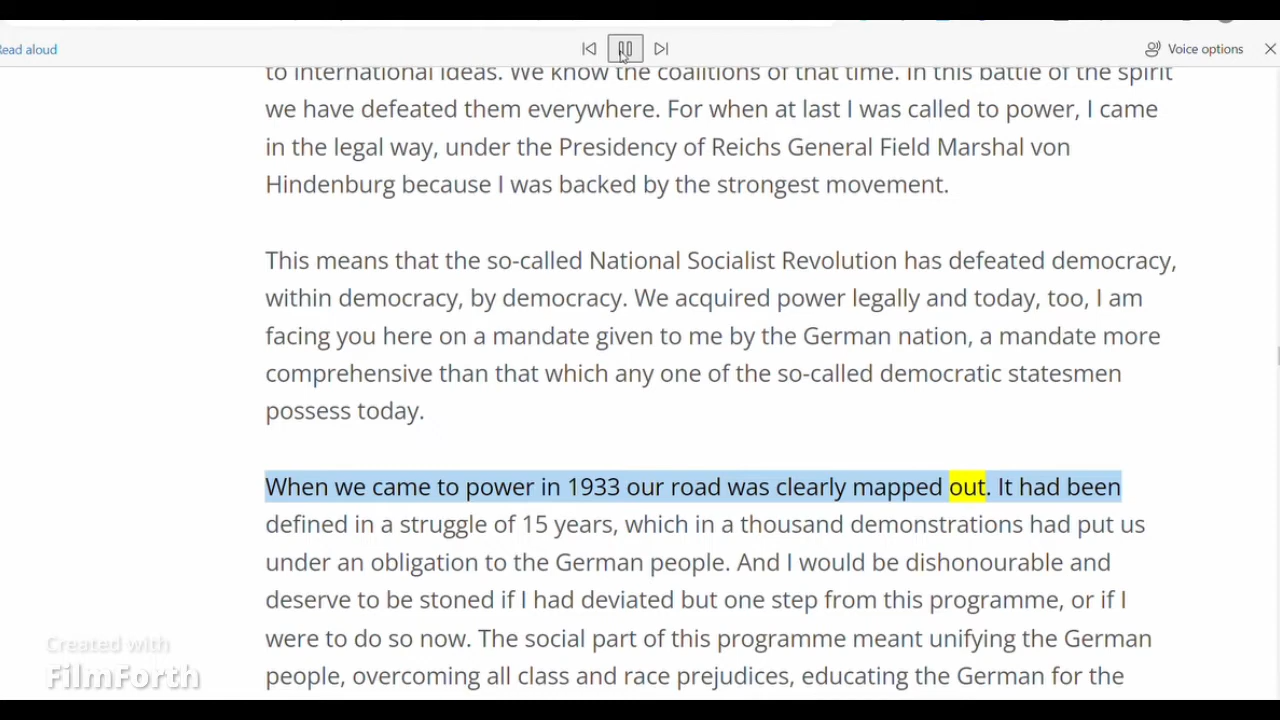 Read aloud
Voice options
to international ideas. We know the coalitions of that time. In this battle of the spirit
we have defeated them everywhere. For when at last I was called to power, I came
in the legal way, under the Presidency of Reichs General Field Marshal von
Hindenburg because I was backed by the strongest movement.
This means that the so-called National Socialist Revolution has defeated democracy,
within democracy, by democracy. We acquired power legally and today, too, I am
facing you here on a mandate given to me by the German nation, a mandate more
comprehensive than that which any one of the so-called democratic statesmen
possess today.
When we came to power in 1933 our road was clearly mapped out. It had been
defined in a struggle of 15 years, which in a thousand demonstrations had put us
under an obligation to the German people. And I would be dishonourable and
deserve to be stoned if I had deviated but one step from this programme, or if I
were to do so now. The social part of this programme meant unifying the German
people, overcoming all class and race prejudices, educating the German for the
Created with
FilmForth